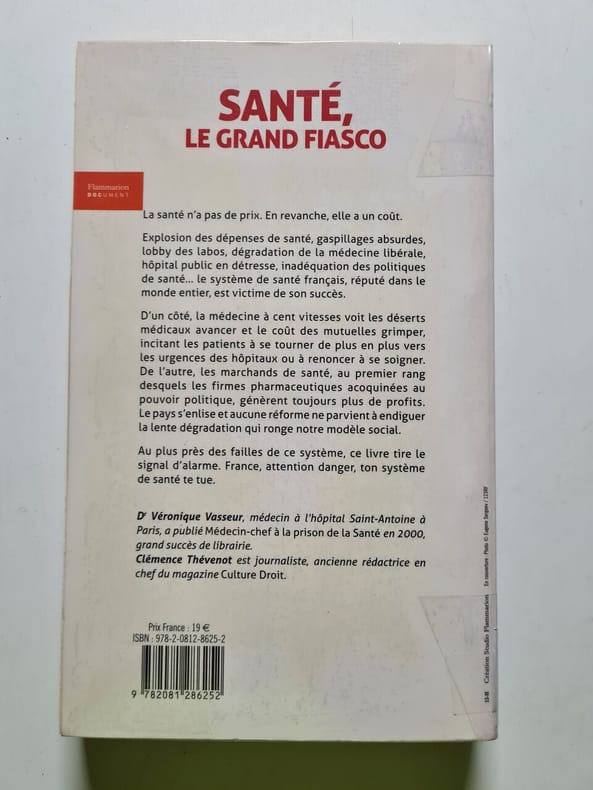 SANTÉ,
LE GRAND FIASCO
Flammarion
DOCUMENT
La santé n'a pas de prix. En revanche, elle a un coût.
Explosion des dépenses de santé, gaspillages absurdes,
lobby des labos, dégradation de la médecine libérale,
hôpital public en détresse, inadéquation des politiques
de santé... le système de santé français, réputé dans le
monde entier, est victime de son succès.
D'un côté, la médecine à cent vitesses voit les déserts
médicaux avancer et le coût des mutuelles grimper,
incitant les patients à se tourner de plus en plus vers
les urgences des hôpitaux ou à renoncer à se soigner.
De l'autre, les marchands de santé, au premier rang
desquels les firmes pharmaceutiques acoquinées au
pouvoir politique, génèrent toujours plus de profits.
Le pays s'enlise et aucune réforme ne parvient à endiguer
la lente dégradation qui ronge notre modèle social.
Au plus près des failles de ce système, ce livre tire le
signal d'alarme. France, attention danger, ton système
de santé te tue.
Dr Véronique Vasseur, médecin à l'hôpital Saint-Antoine à
Paris, a publié Médecin-chef à la prison de la Santé en 2000,
grand succès de librairie.
Clémence Thévenot est journaliste, ancienne rédactrice en
chef du magazine Culture Droit.
Prix France : 19 €
ISBN : 978-2-0812-8625-2
9 782081 286252
Création Studio Flammarion
En couverture : Photo © Eugene Sergeev / 123RF